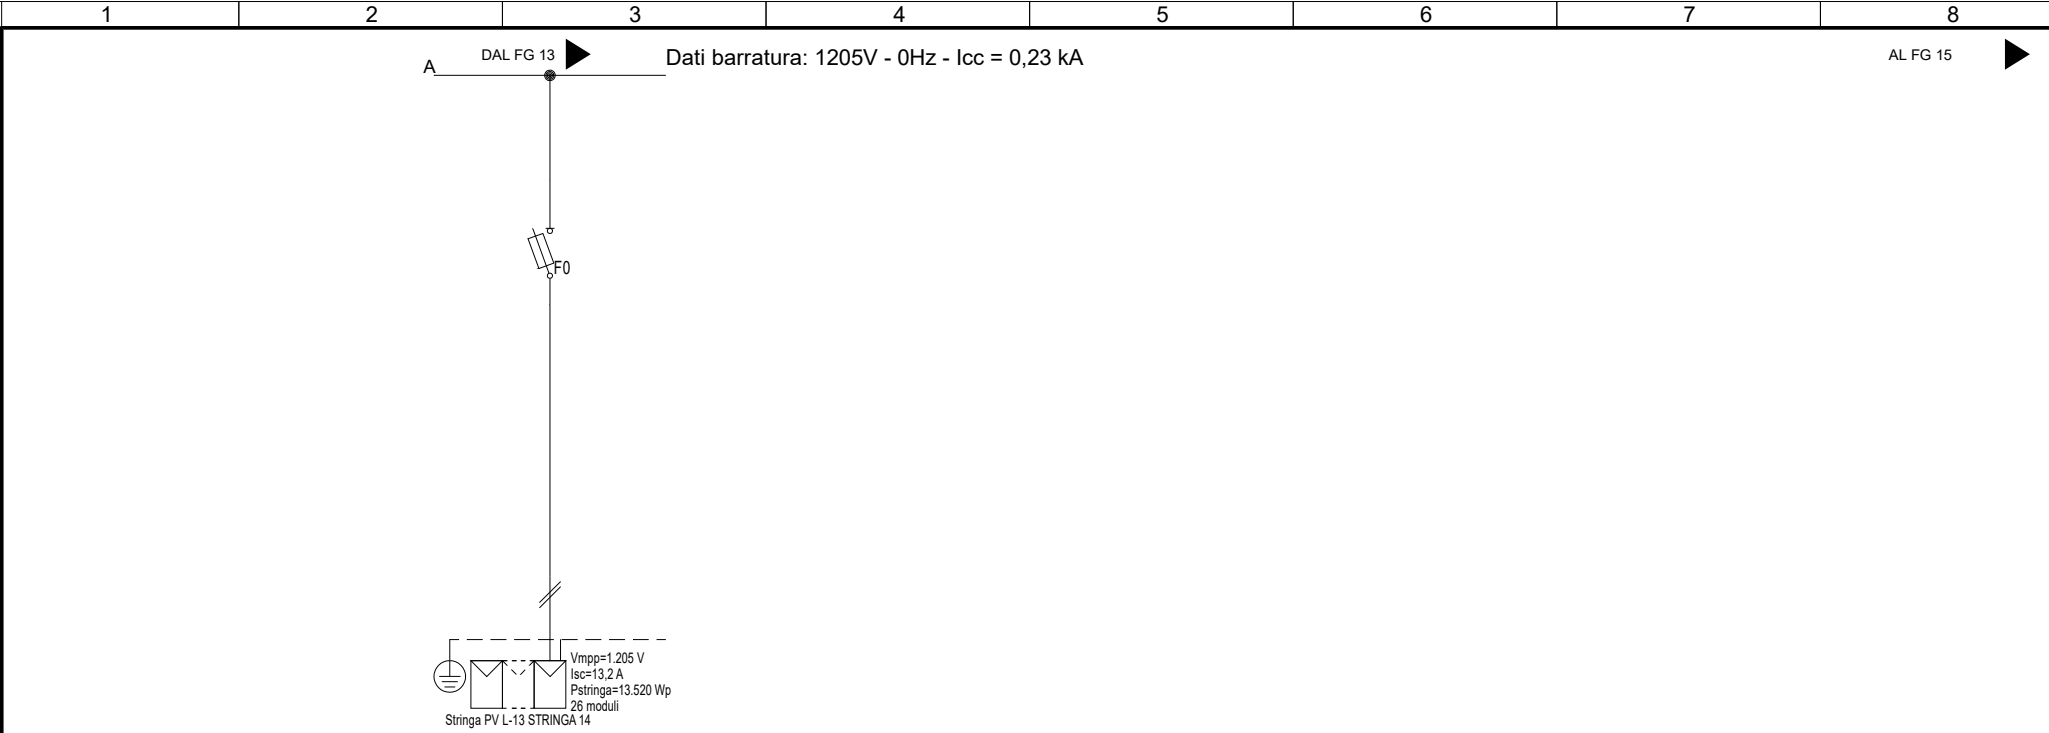 1 2 3 4 5 6 7 8
DAL FG 13
Dati barratura: 1205V - 0Hz - Icc = 0,23 kA
AL FG 15
A
F0
Vmpp=1.205 V
Isc=13,2 A
Pstringa=13.520 Wp
26 moduli
Stringa PV L-13 STRINGA 14